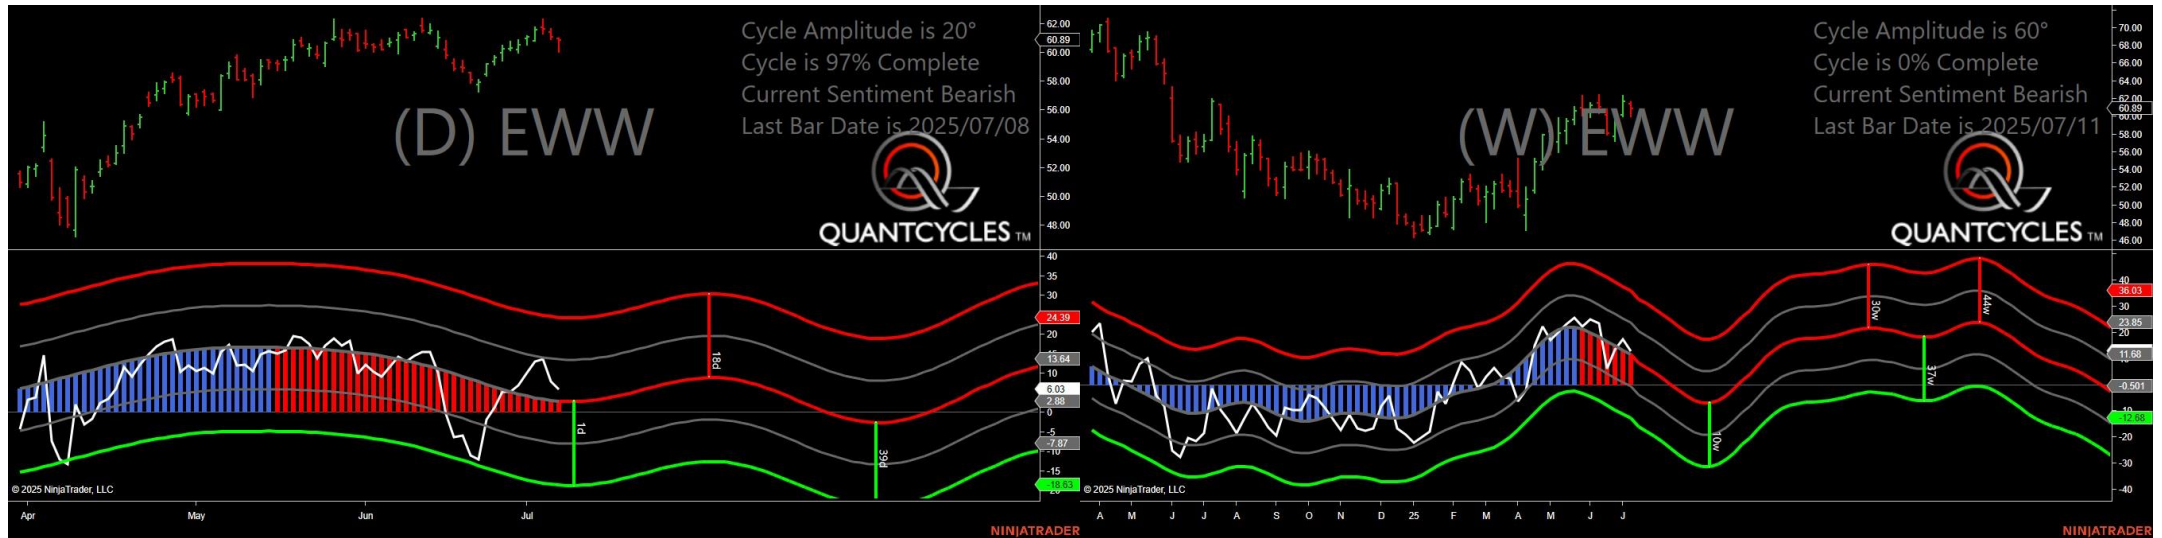 Cycle Amplitude is 20°
Cycle is 97% Complete
Current Sentiment Bearish
Last Bar Date is 2025/07/08
(D) EWW
QUANTCYCLES TM
62.00
60.89
60.00
58.00
56.00
54.00
52.00
50.00
48.00
40
35
30
24.39
20
13.64
10
6.03
2.88
0
-5
-7.87
-10
-15
-18.63
18d
1d
39d
© 2025 NinjaTrader, LLC
Apr May Jun Jul
NINJATRADER
Cycle Amplitude is 60°
Cycle is 0% Complete
Current Sentiment Bearish
Last Bar Date is 2025/07/11
(W) EWW
QUANTCYCLES TM
70.00
68.00
66.00
64.00
62.00
60.89
60.00
58.00
56.00
54.00
52.00
50.00
48.00
46.00
40
36.03
30
23.85
20
11.68
-0.501
-12.68
-20
-30
-40
30w
44w
37w
10w
© 2025 NinjaTrader, LLC
A M J J A S O N D 25 F M A M J J
NINJATRADER